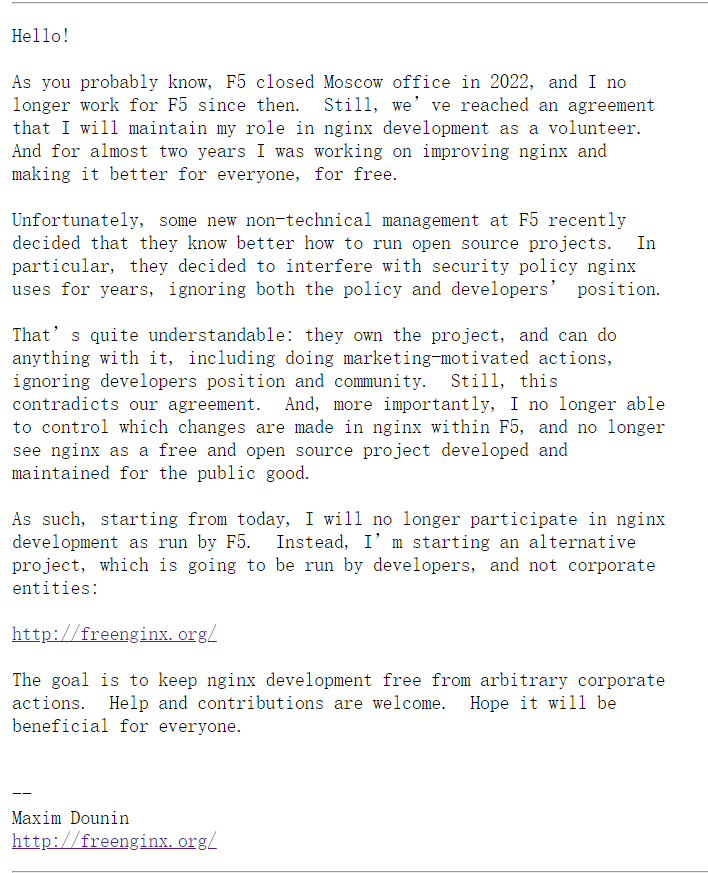 Hello!
As you probably know, F5 closed Moscow office in 2022, and I no
longer work for F5 since then.  Still, we’ve reached an agreement
that I will maintain my role in nginx development as a volunteer.
And for almost two years I was working on improving nginx and
making it better for everyone, for free.
Unfortunately, some new non-technical management at F5 recently
decided that they know better how to run open source projects.  In
particular, they decided to interfere with security policy nginx
uses for years, ignoring both the policy and developers’ position.
That’s quite understandable: they own the project, and can do
anything with it, including doing marketing-motivated actions,
ignoring developers position and community.  Still, this
contradicts our agreement.  And, more importantly, I no longer able
to control which changes are made in nginx within F5, and no longer
see nginx as a free and open source project developed and
maintained for the public good.
As such, starting from today, I will no longer participate in nginx
development as run by F5.  Instead, I’m starting an alternative
project, which is going to be run by developers, and not corporate
entities:
http://freenginx.org/
The goal is to keep nginx development free from arbitrary corporate
actions.  Help and contributions are welcome.  Hope it will be
beneficial for everyone.
--
Maxim Dounin
http://freenginx.org/